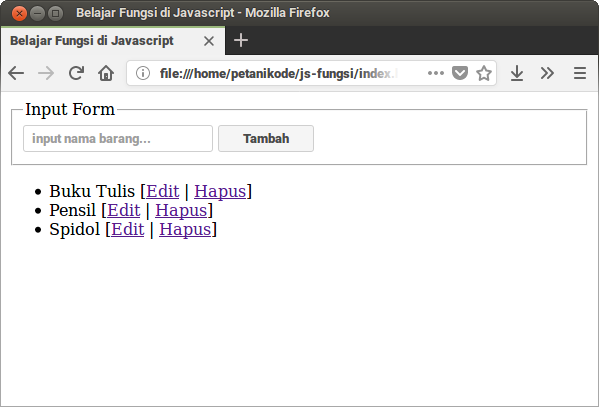 Belajar Fungsi di Javascript - Mozilla Firefox
Belajar Fungsi di Javascript
file:///home/petanikode/js-fungsi/index.
Input Form
input nama barang...
Tambah
Buku Tulis [Edit | Hapus]
Pensil [Edit | Hapus]
Spidol [Edit | Hapus]